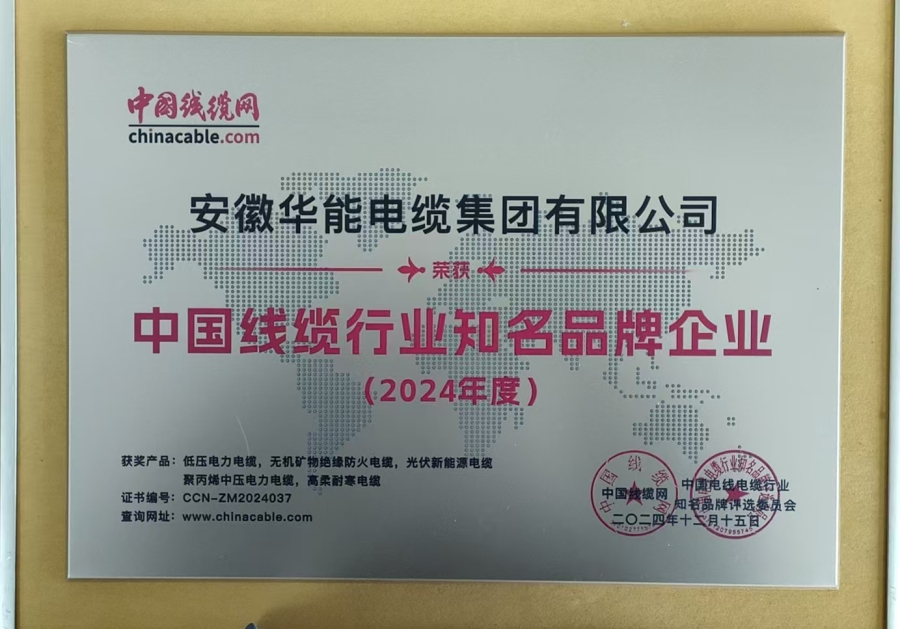 中国线缆网
chinacable.com
安徽华能电缆集团有限公司
荣获
中国线缆行业知名品牌企业
(2024年度)
获奖产品：低压电力电缆，无机矿物绝缘防火电缆，光伏新能源电缆
聚丙烯中压电力电缆，高柔耐寒电缆
证书编号：CCN-ZM2024037
查询网址：www.chinacable.com
中国线缆网
中国电线电缆行业
知名品牌评选委员会
二〇二四年十二月十五日
中国线缆网